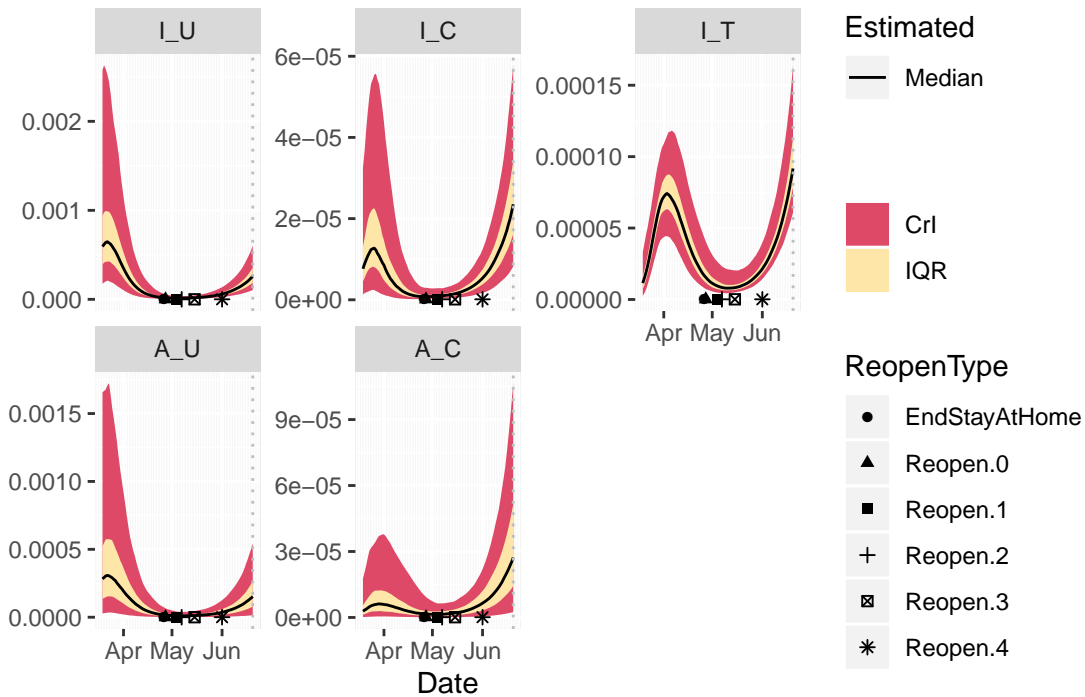 I_U
I_C
I_T
0.002
0.001
0.000
6e-05
4e-05
2e-05
0e+00
0.00015
0.00010
0.00005
0.00000
Apr May Jun
A_U
A_C
0.0015
0.0010
0.0005
0.0000
9e-05
6e-05
3e-05
0e+00
Apr May Jun
Apr May Jun
Date
Estimated
Median
CrI
IQR
ReopenType
EndStayAtHome
Reopen.0
Reopen.1
Reopen.2
Reopen.3
Reopen.4